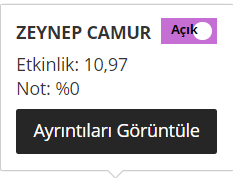 ZEYNEP CAMUR Açık
Etkinlik: 10,97
Not: %0
Ayrıntıları Görüntüle